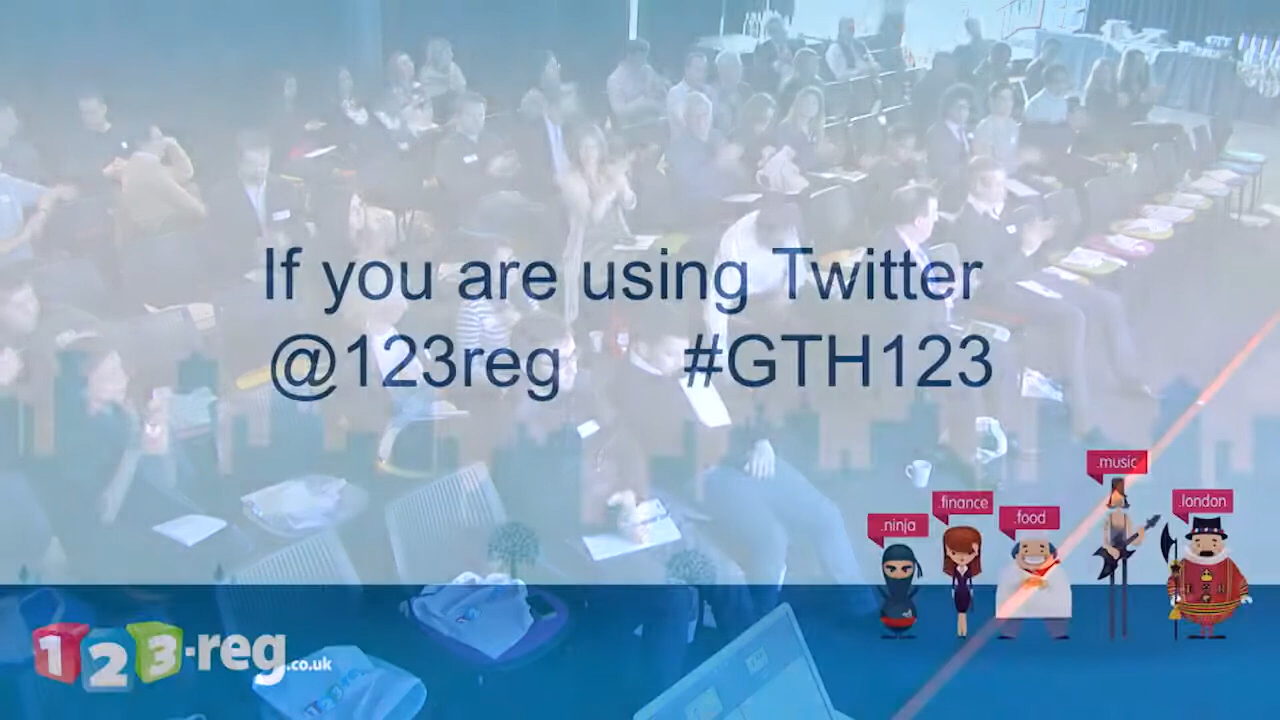 If you are using Twitter
@123reg #GTH123
.music
.finance
.london
.food
.ninja
123-reg.co.uk